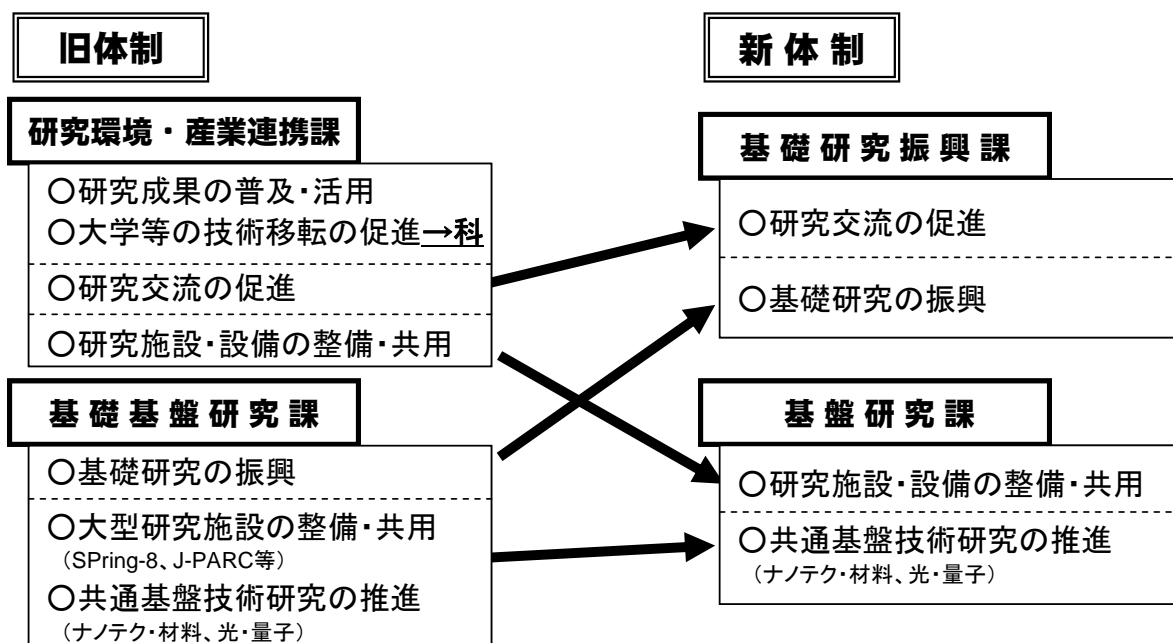 旧体制
研究環境・産業連携課
○研究成果の普及・活用
○大学等の技術移転の促進→科
○研究交流の促進
○研究施設・設備の整備・共用
基礎基盤研究課
○基礎研究の振興
○大型研究施設の整備・共用
（SPring-8、J-PARC等）
○共通基盤技術研究の推進
（ナノテク・材料、光・量子）
新体制
基礎研究振興課
○研究交流の促進
○基礎研究の振興
基盤研究課
○研究施設・設備の整備・共用
○共通基盤技術研究の推進
（ナノテク・材料、光・量子）